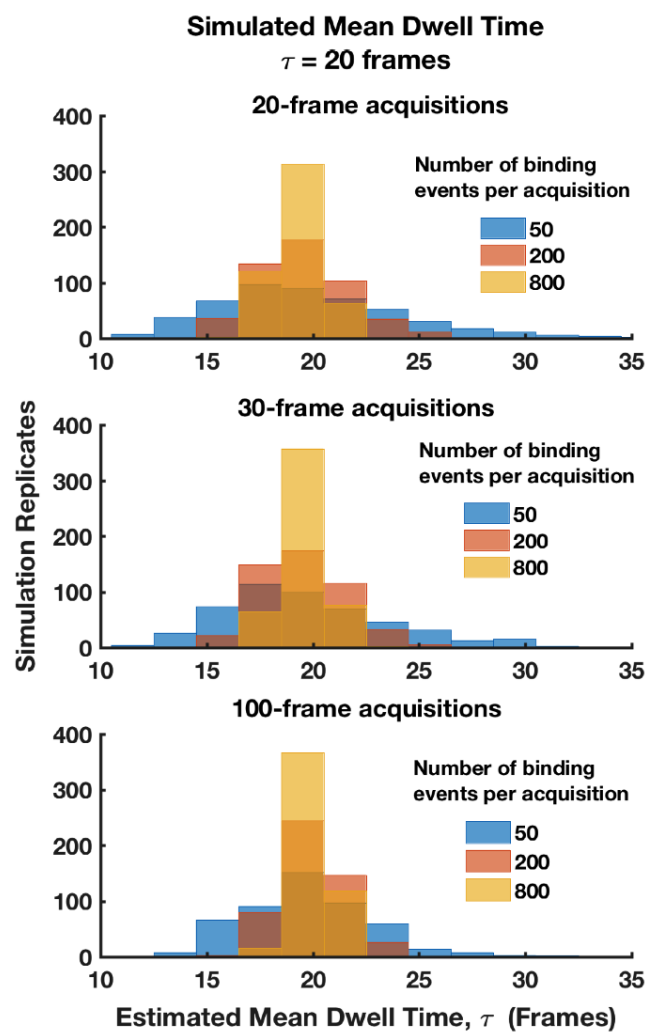 Simulated Mean Dwell Time
τ = 20 frames
20-frame acquisitions
400
300
200
100
0
Number of binding
events per acquisition
50
200
800
10 15 20 25 30 35
30-frame acquisitions
Simulation Replicates
400
300
200
100
0
Number of binding
events per acquisition
50
200
800
10 15 20 25 30 35
100-frame acquisitions
400
300
200
100
0
Number of binding
events per acquisition
50
200
800
10 15 20 25 30 35
Estimated Mean Dwell Time, τ (Frames)